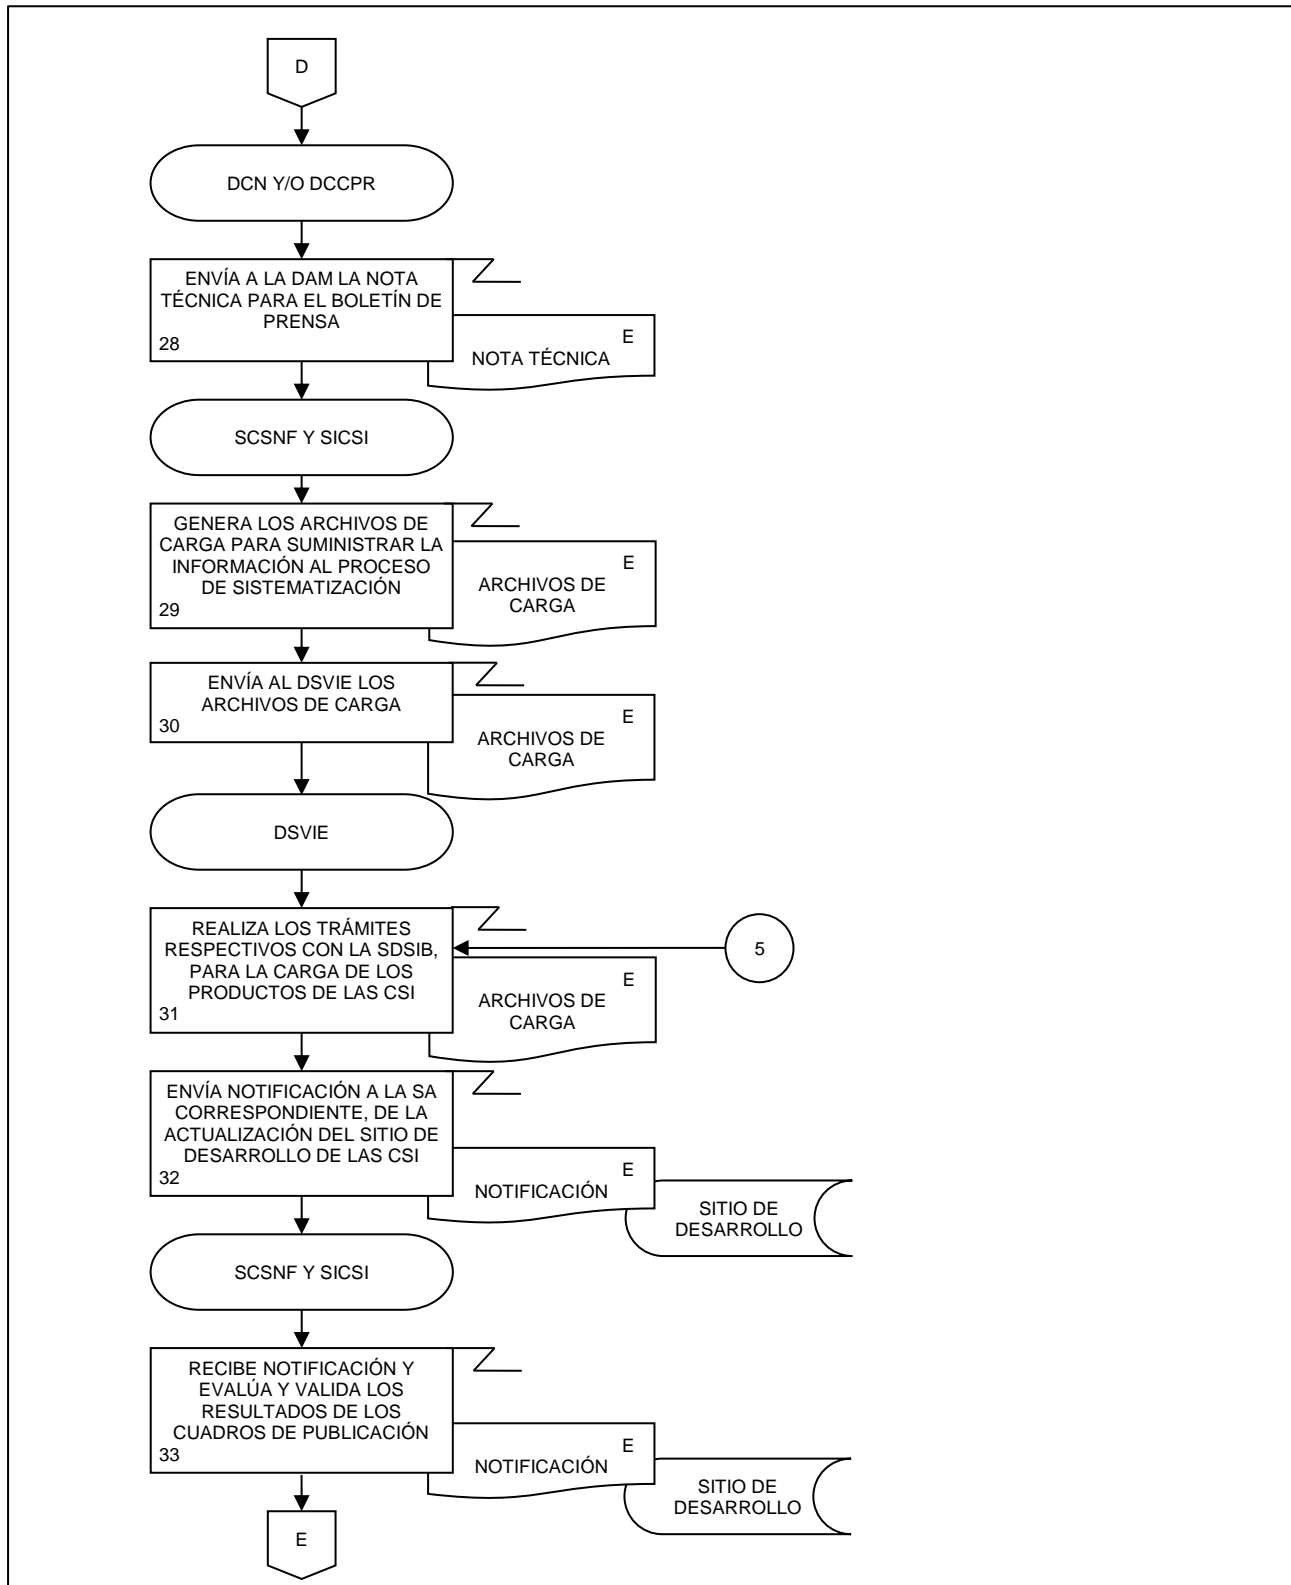 D
DCN Y/O DCCPR
ENVÍA A LA DAM LA NOTA
TÉCNICA PARA EL BOLETÍN DE
PRENSA
28
E
NOTA TÉCNICA
SCSNF Y SICSI
GENERA LOS ARCHIVOS DE
CARGA PARA SUMINISTRAR LA
INFORMACIÓN AL PROCESO
DE SISTEMATIZACIÓN
29
E
ARCHIVOS DE
CARGA
ENVÍA AL DSVIE LOS
ARCHIVOS DE CARGA
30
E
ARCHIVOS DE
CARGA
DSVIE
REALIZA LOS TRÁMITES
RESPECTIVOS CON LA SDSIB,
PARA LA CARGA DE LOS
PRODUCTOS DE LAS CSI
31
5
E
ARCHIVOS DE
CARGA
ENVÍA NOTIFICACIÓN A LA SA
CORRESPONDIENTE, DE LA
ACTUALIZACIÓN DEL SITIO DE
DESARROLLO DE LAS CSI
32
E
NOTIFICACIÓN
SITIO DE
DESARROLLO
SCSNF Y SICSI
RECIBE NOTIFICACIÓN Y
EVALÚA Y VALIDA LOS
RESULTADOS DE LOS
CUADROS DE PUBLICACIÓN
33
E
NOTIFICACIÓN
SITIO DE
DESARROLLO
E